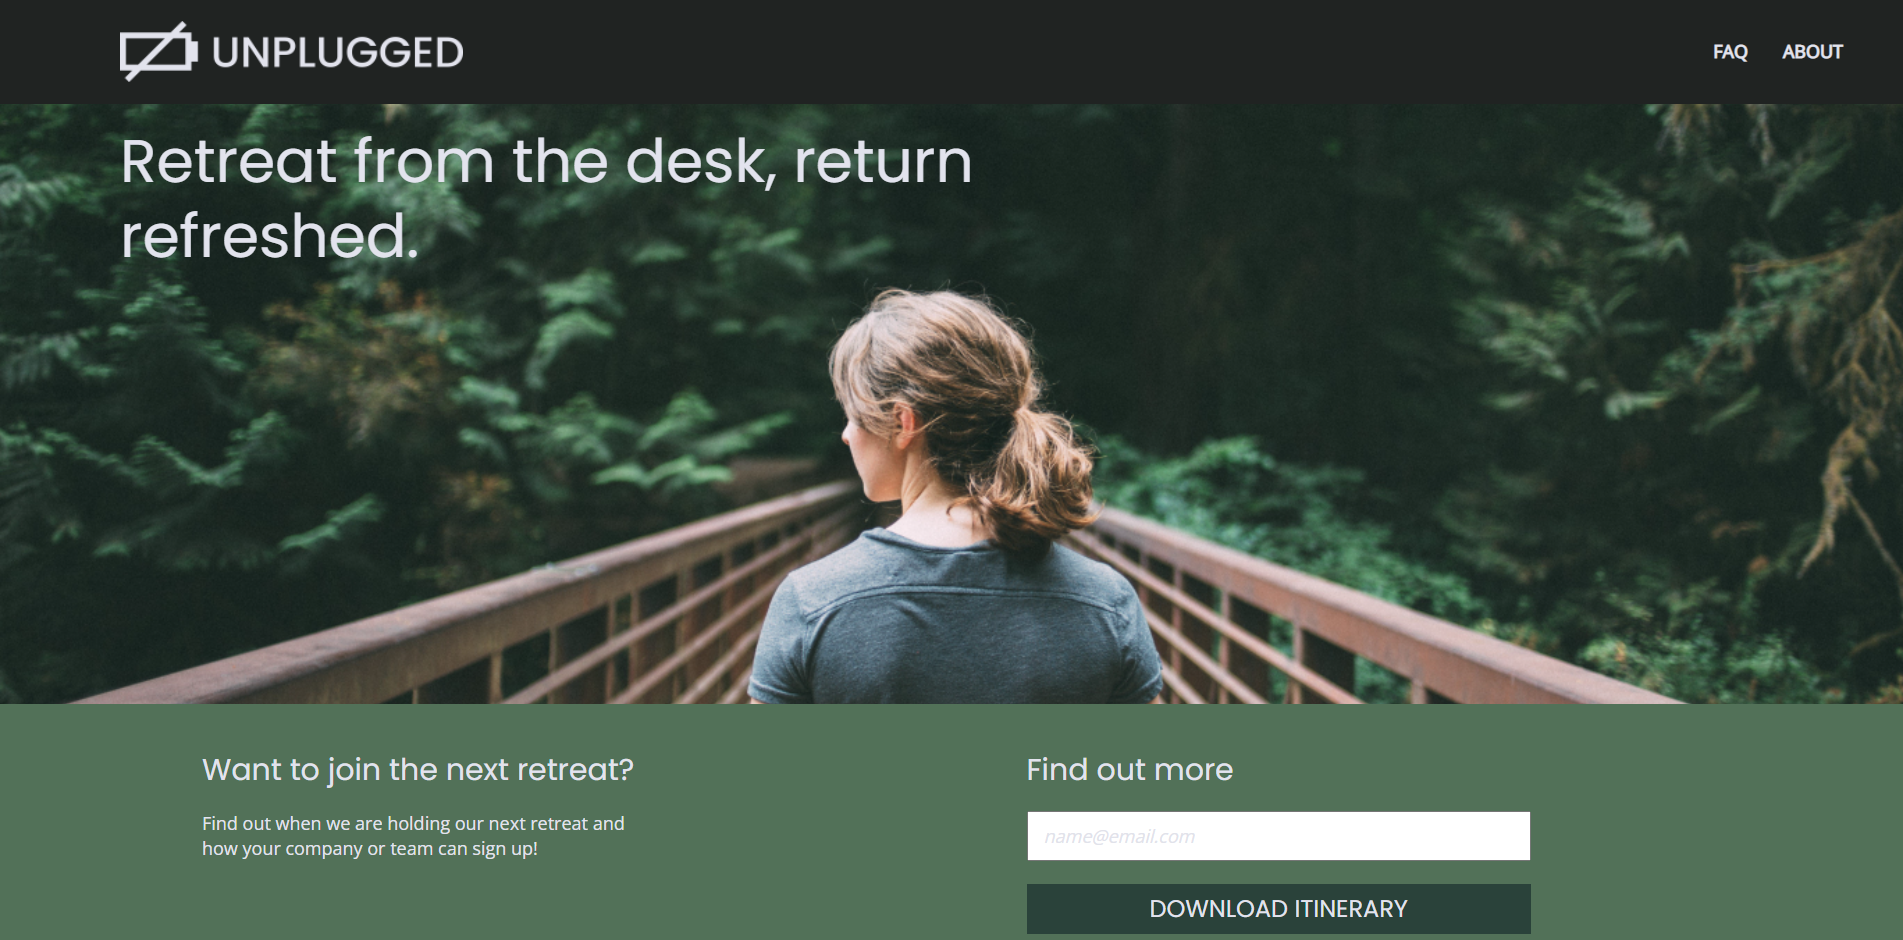 UNPLUGGED
FAQ
ABOUT
Retreat from the desk, return
refreshed.
Want to join the next retreat?
Find out when we are holding our next retreat and
how your company or team can sign up!
Find out more
name@email.com
DOWNLOAD ITINERARY